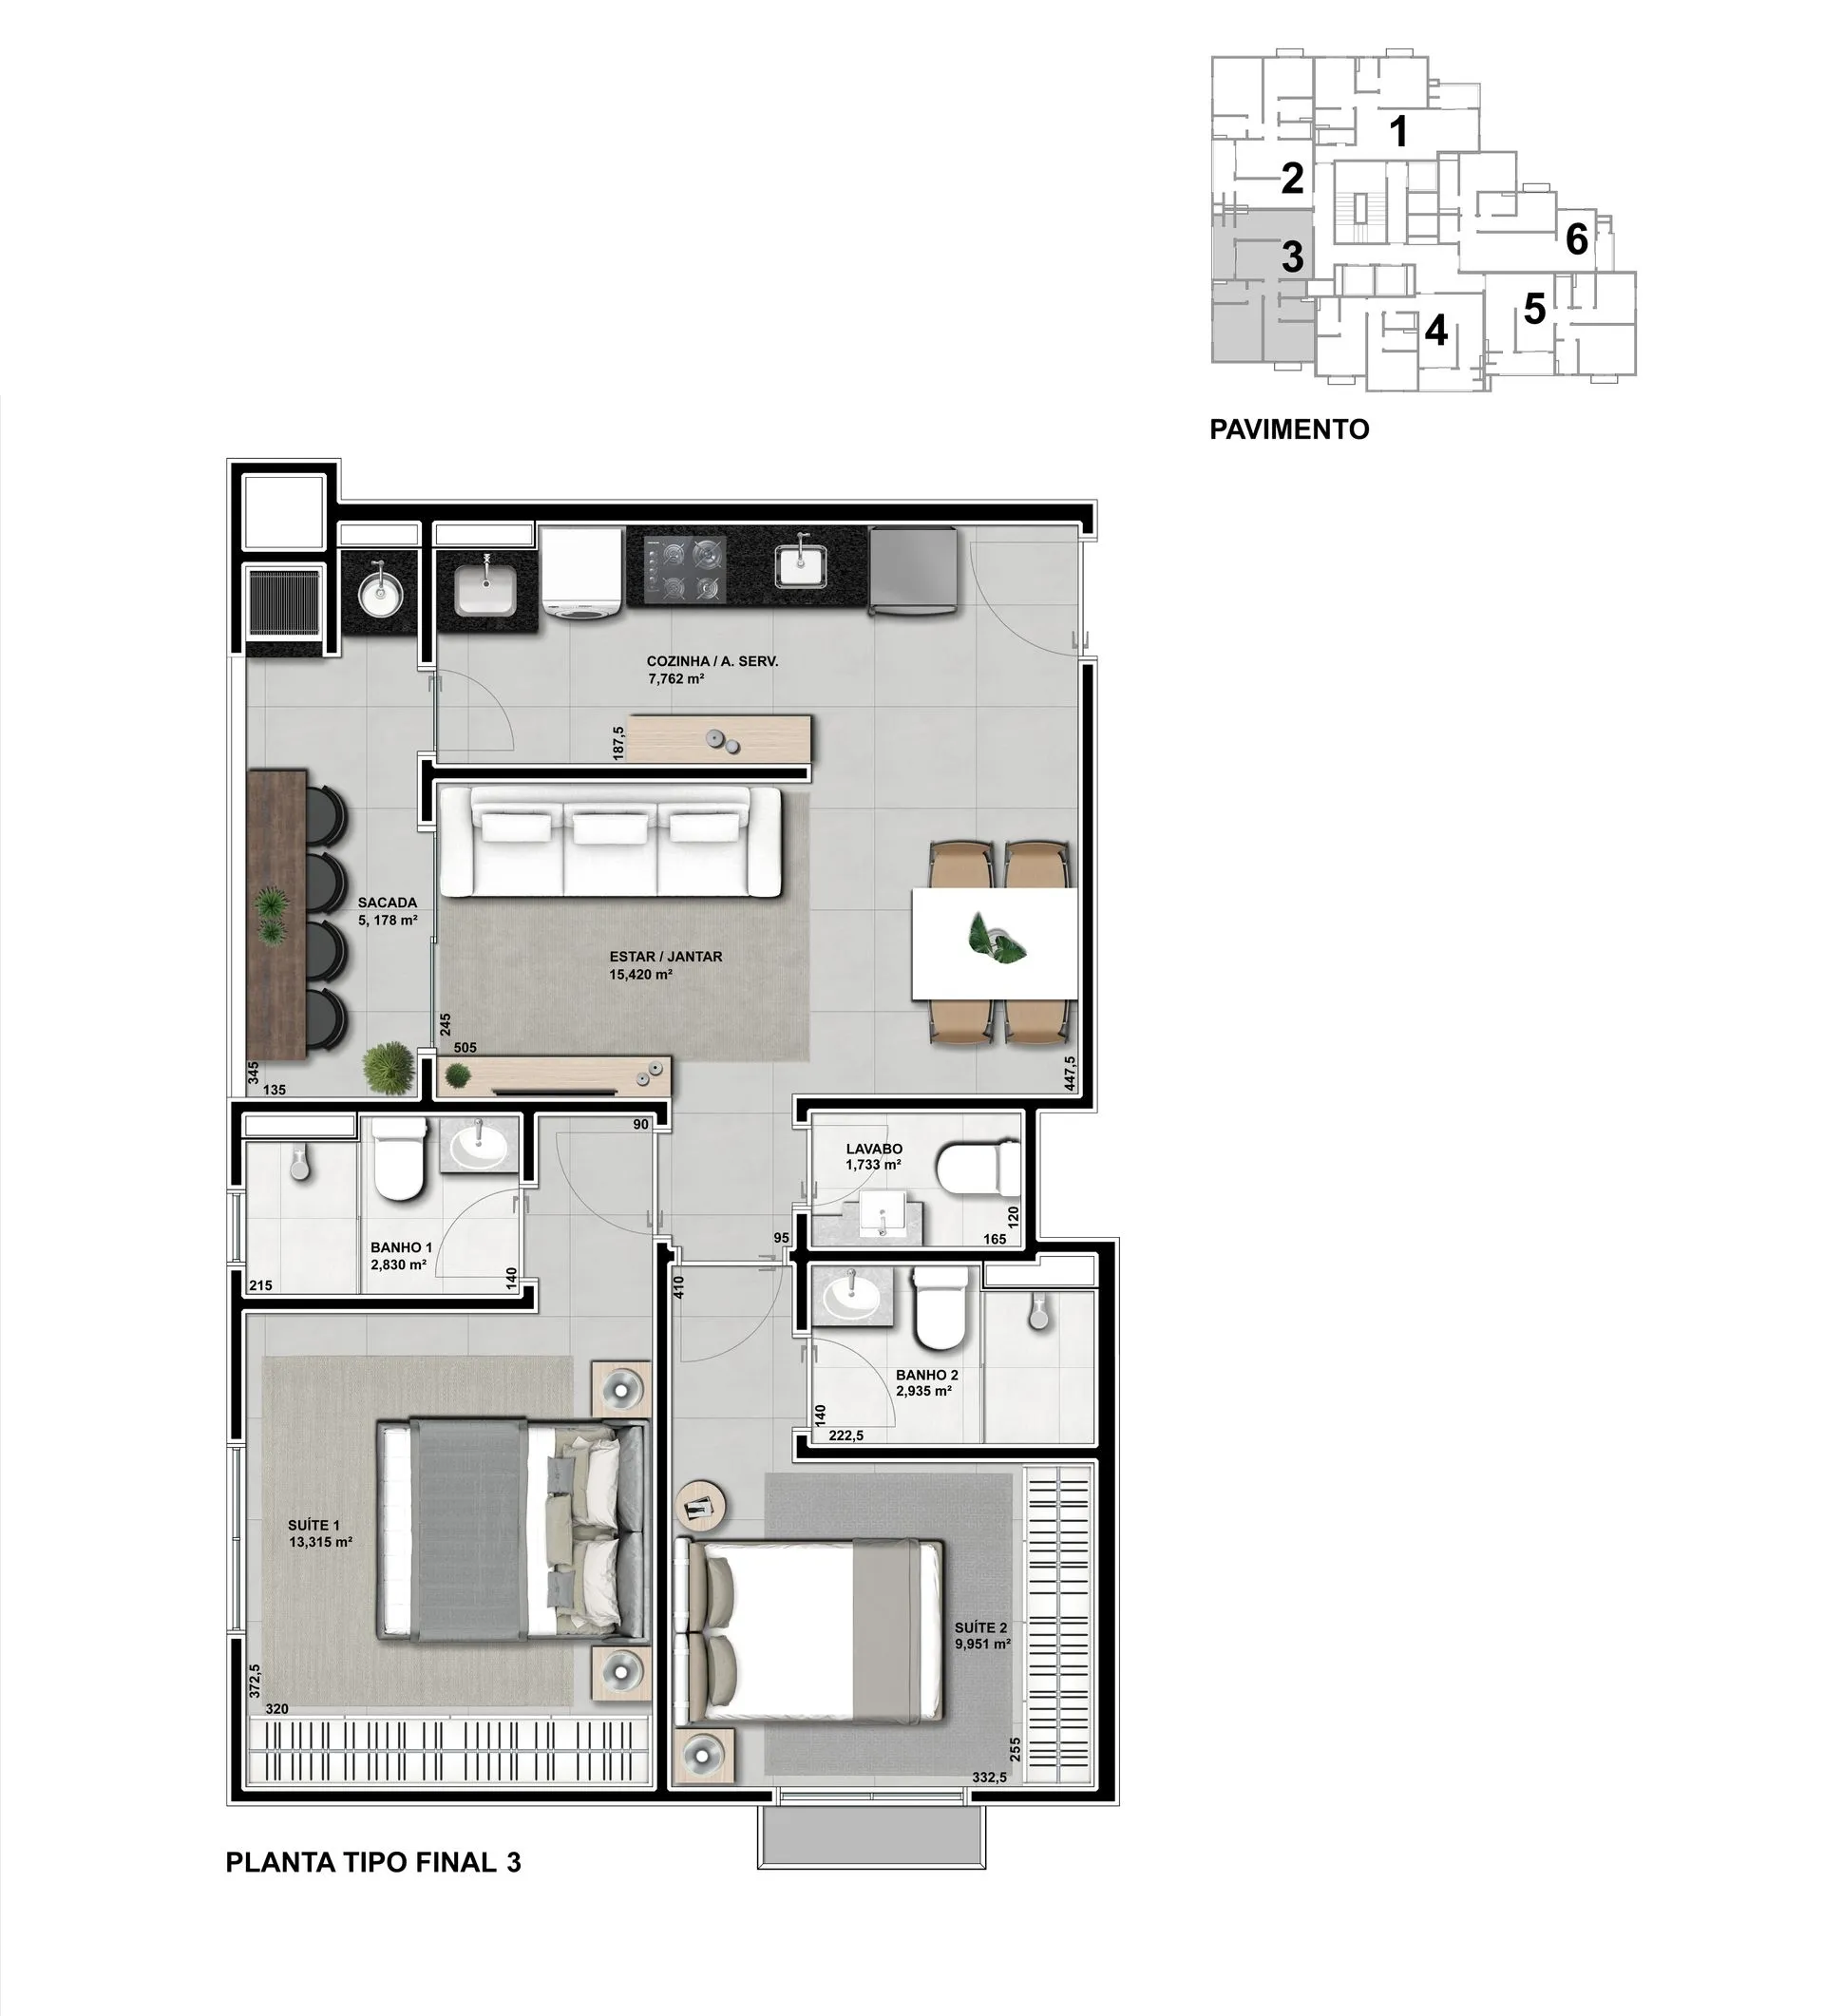 1
2
3
6
5
4
PAVIMENTO
COZINHA / A. SERV.
7,762 m²
187,5
SACADA
5, 178 m²
ESTAR / JANTAR
15,420 m²
245
505
345
135
447,5
90
LAVABO
1,733 m²
120
165
95
BANHO 1
2,830 m²
215
140
410
BANHO 2
2,935 m²
140
222,5
SUÍTE 1
13,315 m²
372,5
320
SUÍTE 2
9,951 m²
255
332,5
PLANTA TIPO FINAL 3